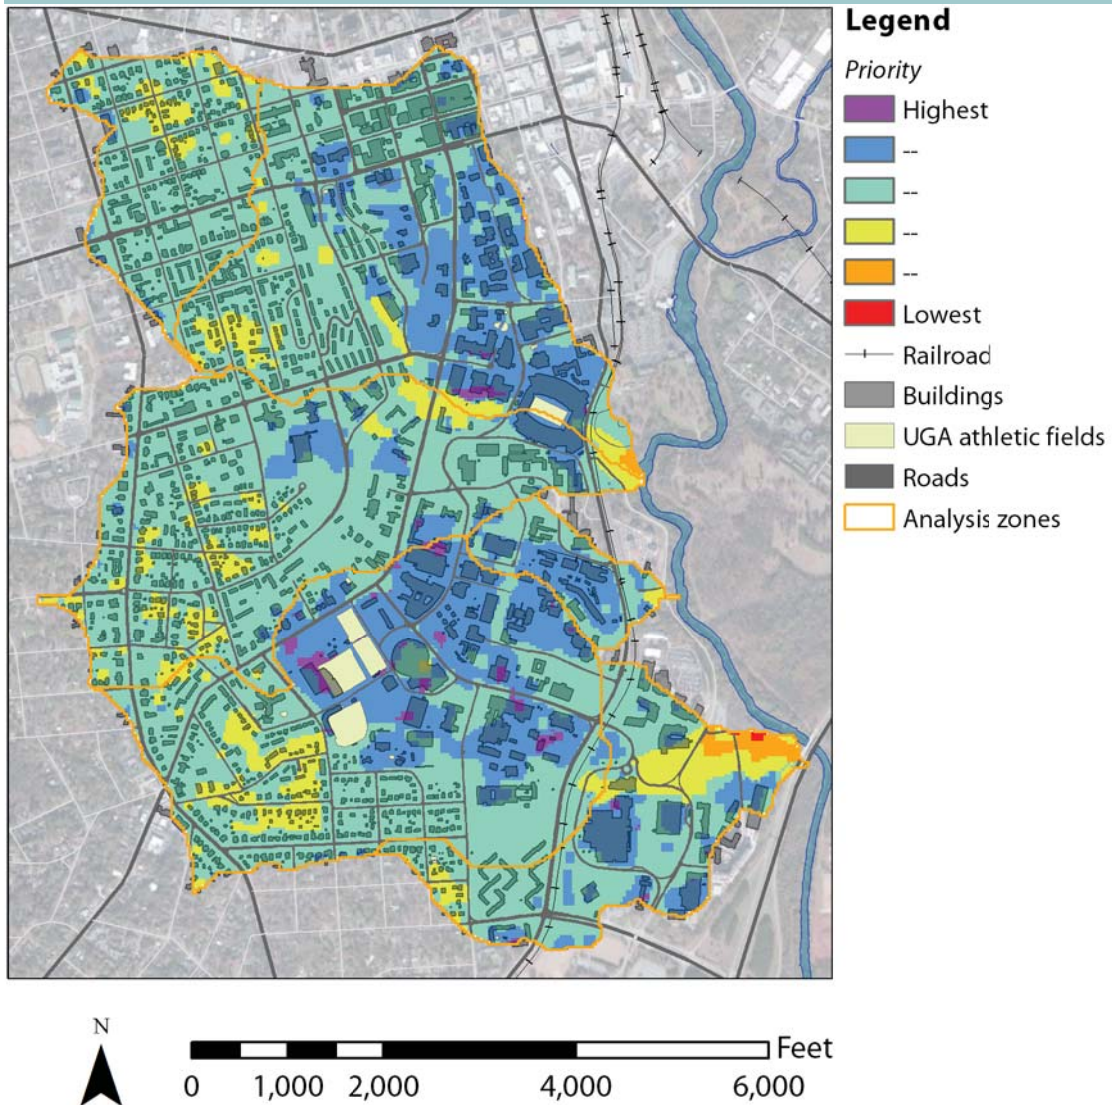 Legend
Priority
Highest
--
--
--
--
Lowest
Railroad
Buildings
UGA athletic fields
Roads
Analysis zones
N
Feet
0 1,000 2,000 4,000 6,000